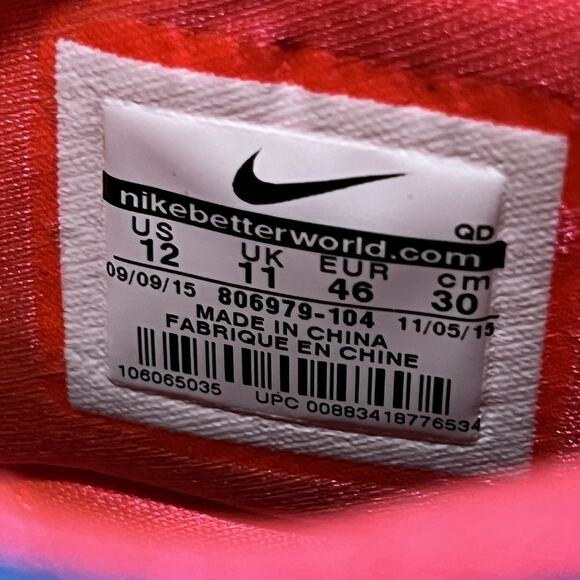 nikebetterworld.com
QD
US UK EUR cm
12 11 46 30
09/09/15 806979-104 11/05/15
MADE IN CHINA
FABRIQUE EN CHINE
106065035 UPC 00883418776534